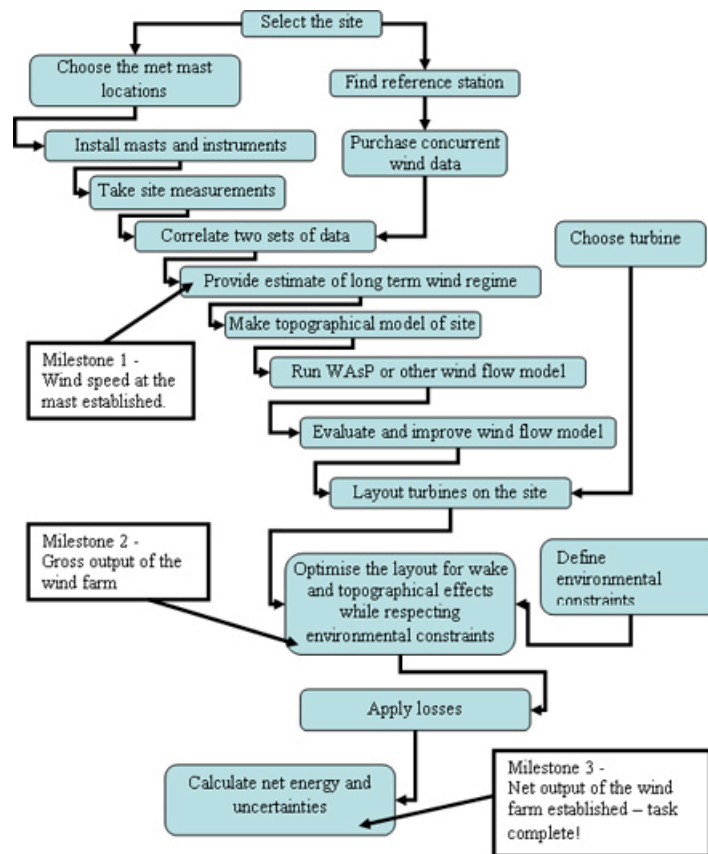 Select the site
Choose the met mast
locations
Find reference station
Install masts and instruments
Purchase concurrent
wind data
Take site measurements
Correlate two sets of data
Choose turbine
Provide estimate of long term wind regime
Make topographical model of site
Milestone 1 -
Wind speed at the
mast established.
Run WAsP or other wind flow model
Evaluate and improve wind flow model
Layout turbines on the site
Milestone 2 -
Gross output of the
wind farm
Optimise the layout for wake
and topographical effects
while respecting
environmental constraints
Define
environmental
constraints
Apply losses
Calculate net energy and
uncertainties
Milestone 3 -
Net output of the wind
farm established – task
complete!